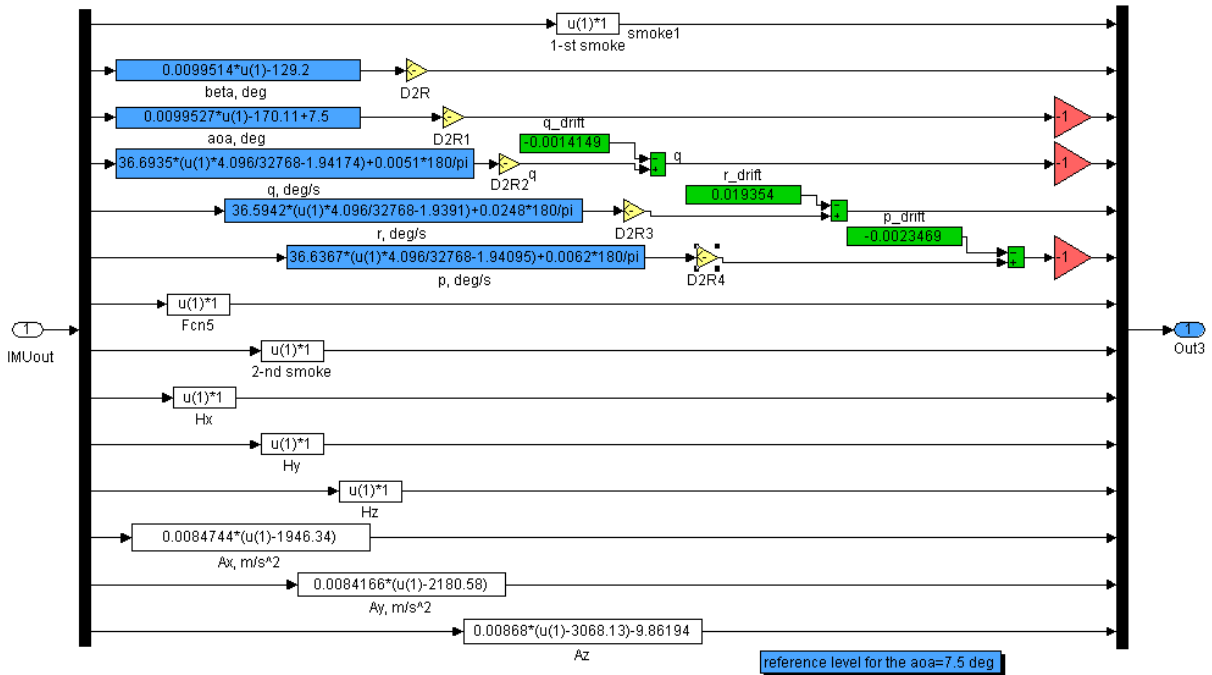 u(1)*1
smoke1
1-st smoke
0.0099514*u(1)-129.2
beta, deg
D2R
0.0099527*u(1)-170.11+7.5
aoa, deg
D2R1
-1
q_drift
-0.0014149
36.6935*(u(1)*4.096/32768-1.94174)+0.0051*180/pi
q, deg/s
D2R2
q
q
-1
r_drift
0.019354
36.5942*(u(1)*4.096/32768-1.9391)+0.0248*180/pi
r, deg/s
D2R3
p_drift
-0.0023469
36.6367*(u(1)*4.096/32768-1.94095)+0.0062*180/pi
p, deg/s
D2R4
-1
u(1)*1
Fcn5
1
IMUout
1
Out3
u(1)*1
2-nd smoke
u(1)*1
Hx
u(1)*1
Hy
u(1)*1
Hz
0.0084744*(u(1)-1946.34)
Ax, m/s^2
0.0084166*(u(1)-2180.58)
Ay, m/s^2
0.00868*(u(1)-3068.13)-9.86194
Az
reference level for the aoa=7.5 deg